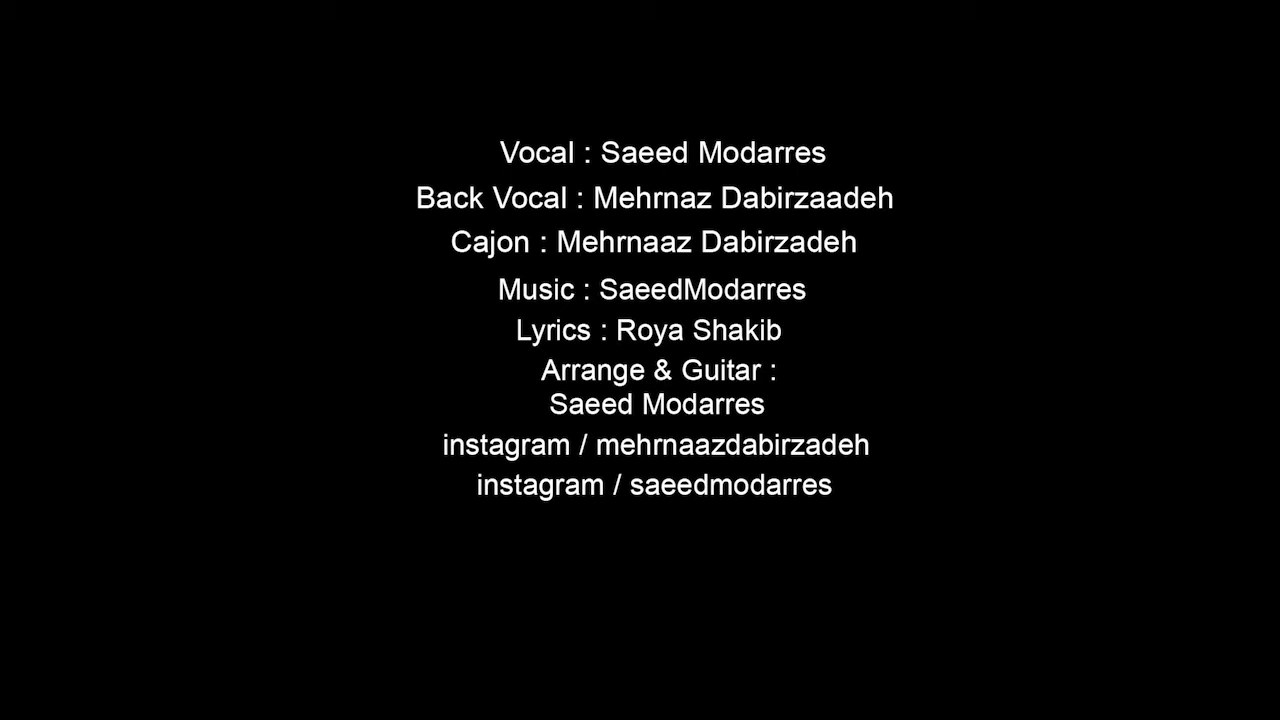 Vocal : Saeed Modarres
Back Vocal : Mehrnaz Dabirzaadeh
Cajon : Mehrnaaz Dabirzadeh
Music : SaeedModarres
Lyrics : Roya Shakib
Arrange & Guitar :
Saeed Modarres
instagram / mehrnaazdabirzadeh
instagram / saeedmodarres